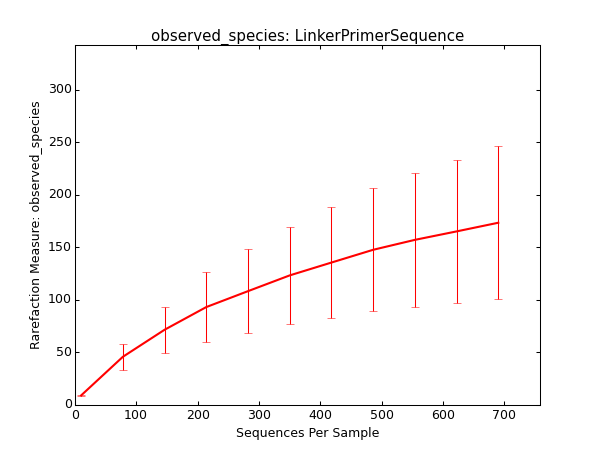 observed_species: LinkerPrimerSequence
Rarefaction Measure: observed_species
300
250
200
150
100
50
0
0 100 200 300 400 500 600 700
Sequences Per Sample